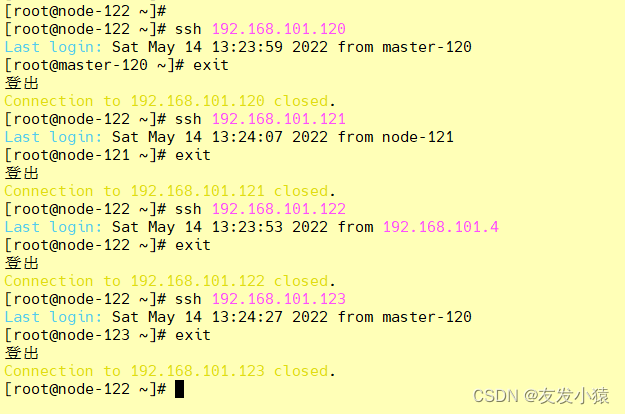 [root@node-122 ~]#
[root@node-122 ~]# ssh 192.168.101.120
Last login: Sat May 14 13:23:59 2022 from master-120
[root@master-120 ~]# exit
登出
Connection to 192.168.101.120 closed.
[root@node-122 ~]# ssh 192.168.101.121
Last login: Sat May 14 13:24:07 2022 from node-121
[root@node-121 ~]# exit
登出
Connection to 192.168.101.121 closed.
[root@node-122 ~]# ssh 192.168.101.122
Last login: Sat May 14 13:23:53 2022 from 192.168.101.4
[root@node-122 ~]# exit
登出
Connection to 192.168.101.122 closed.
[root@node-122 ~]# ssh 192.168.101.123
Last login: Sat May 14 13:24:27 2022 from master-120
[root@node-123 ~]# exit
登出
Connection to 192.168.101.123 closed.
[root@node-122 ~]#
CSDN @友发小猿